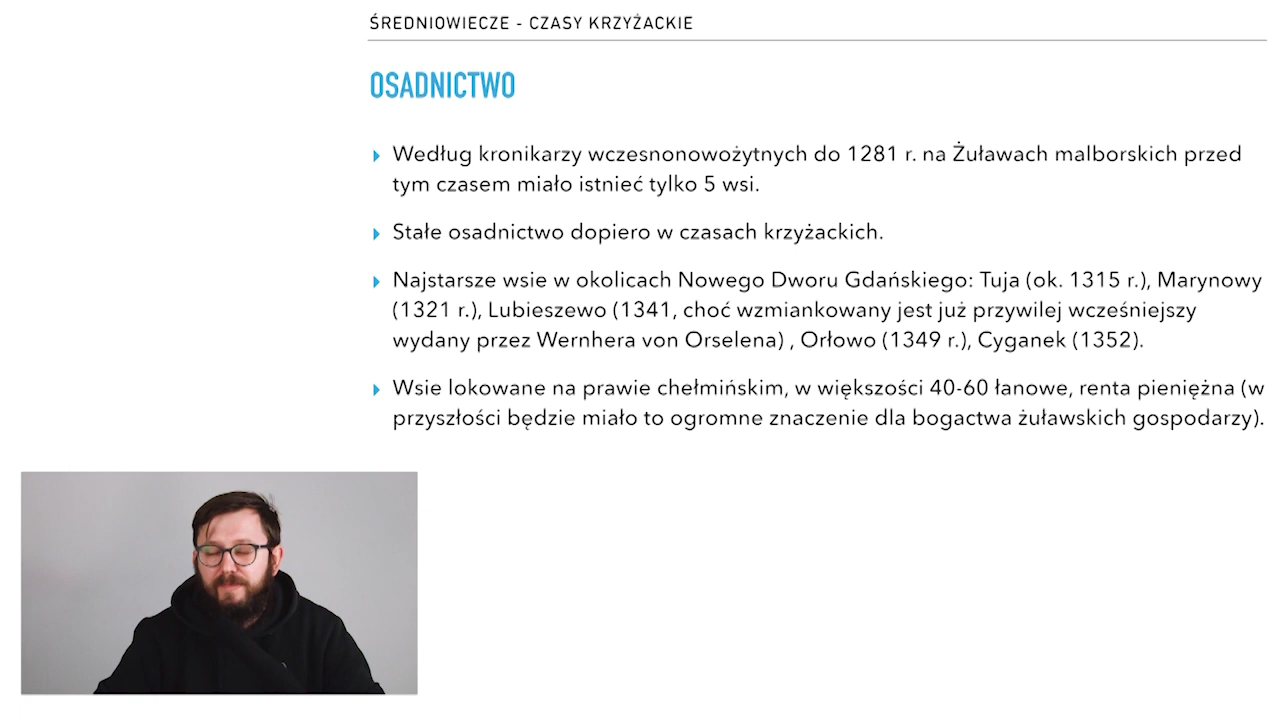 ŚREDNIOWIECZE - CZASY KRZYŻACKIE
OSADNICTWO
Według kronikarzy wczesnonowożytnych do 1281 r. na Żuławach malborskich przed
tym czasem miało istnieć tylko 5 wsi.
Stałe osadnictwo dopiero w czasach krzyżackich.
Najstarsze wsie w okolicach Nowego Dworu Gdańskiego: Tuja (ok. 1315 r.), Marynowy
(1321 r.), Lubieszewo (1341, choć wzmiankowany jest już przywilej wcześniejszy
wydany przez Wernhera von Orselena) , Orłowo (1349 r.), Cyganek (1352).
Wsie lokowane na prawie chełmińskim, w większości 40-60 łanowe, renta pieniężna (w
przyszłości będzie miało to ogromne znaczenie dla bogactwa żuławskich gospodarzy).